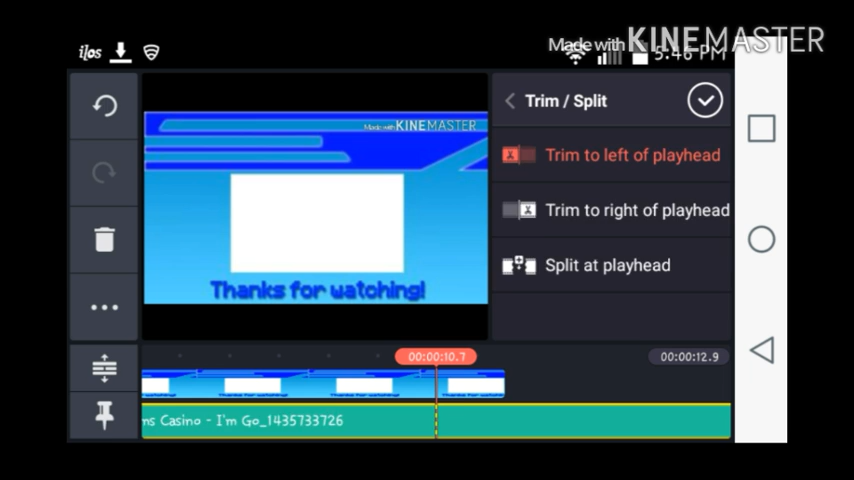 Made with KINEMASTER
ilos
5:46 PM
Trim / Split
Made with KINEMASTER
Trim to left of playhead
Trim to right of playhead
Split at playhead
Thanks for watching!
00:00:10.7
00:00:12.9
ms Casino - I'm Go_1435733726